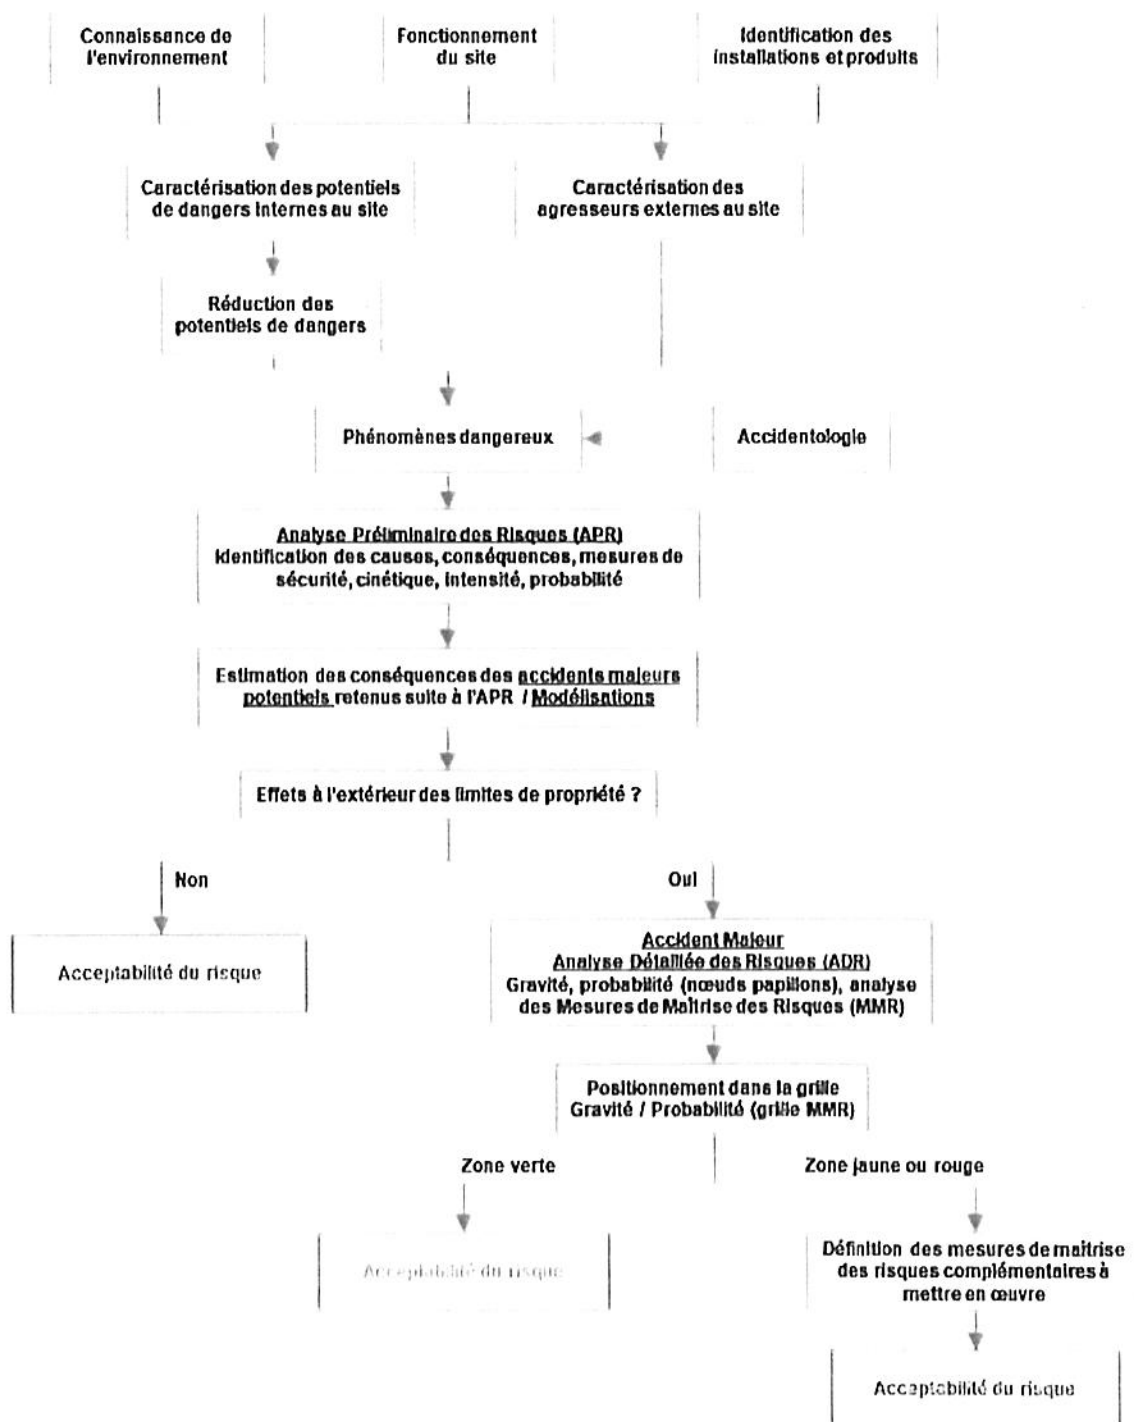 Connaissance de
l'environnement
Fonctionnement
du site
Identification des
installations et produits
Caractérisation des potentiels
de dangers internes au site
Caractérisation des
agresseurs externes au site
Réduction des
potentiels de dangers
Phénomènes dangereux
Accidentologie
Analyse Préliminaire des Risques (APR)
Identification des causes, conséquences, mesures de
sécurité, cinétique, intensité, probabilité
Estimation des conséquences des accidents majeurs
potentiels retenus suite à l'APR / Modélisations
Effets à l'extérieur des limites de propriété ?
Non
Oui
Acceptabilité du risque
Accident Majeur
Analyse Détaillée des Risques (ADR)
Gravité, probabilité (nœuds papillons), analyse
des Mesures de Maîtrise des Risques (MMR)
Positionnement dans la grille
Gravité / Probabilité (grille MMR)
Zone verte
Zone jaune ou rouge
Acceptabilité du risque
Définition des mesures de maîtrise
des risques complémentaires à
mettre en œuvre
Acceptabilité du risque